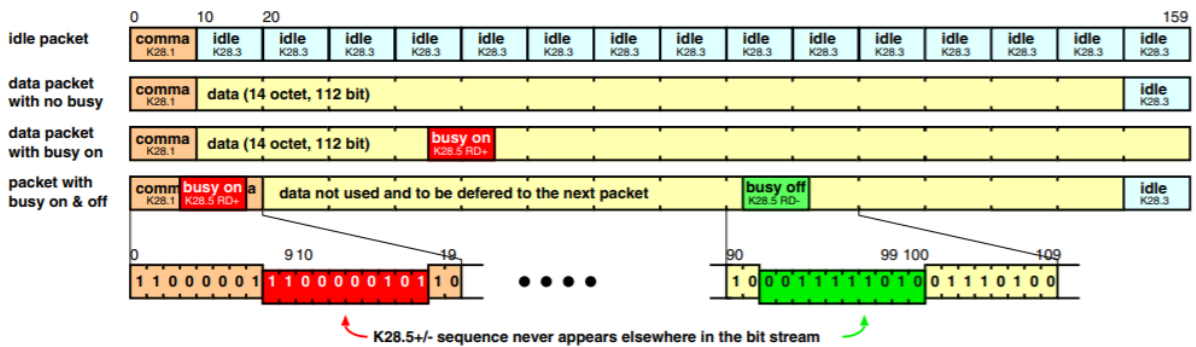 0 10 20 159
idle packet comma K28.1 idle K28.3 idle K28.3 idle K28.3 idle K28.3 idle K28.3 idle K28.3 idle K28.3 idle K28.3 idle K28.3 idle K28.3 idle K28.3 idle K28.3 idle K28.3 idle K28.3 idle K28.3
data packet
with no busy
comma K28.1 data (14 octet, 112 bit) idle K28.3
data packet
with busy on
comma K28.1 data (14 octet, 112 bit) busy on K28.5 RD+
packet with
busy on & off
comm K28.1 busy on K28.5 RD+ a data not used and to be defered to the next packet busy off K28.5 RD- idle K28.3
0 9 10 19 90 99 100 109
1 1 0 0 0 0 0 1 1 1 0 0 0 0 0 1 0 1 1 0 1 0 0 0 1 1 1 1 1 0 1 0 0 1 1 1 0 1 0 0
K28.5+/- sequence never appears elsewhere in the bit stream